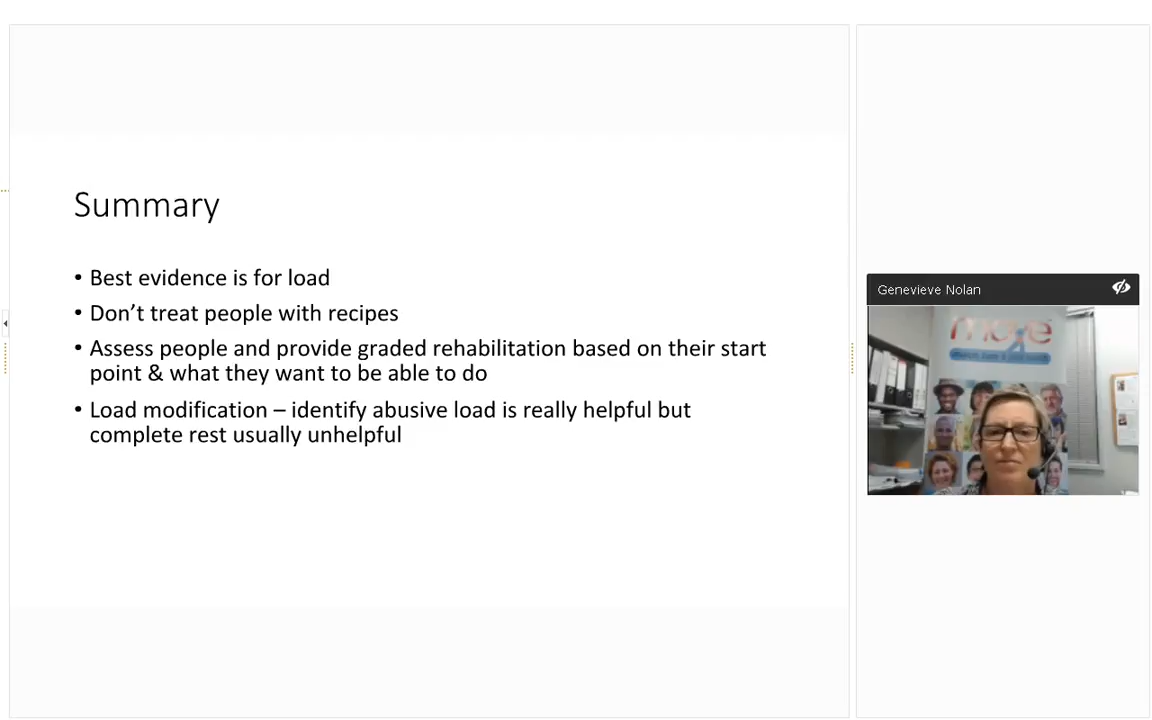 Summary
• Best evidence is for load
• Don’t treat people with recipes
• Assess people and provide graded rehabilitation based on their start
point & what they want to be able to do
• Load modification – identify abusive load is really helpful but
complete rest usually unhelpful
Genevieve Nolan
move